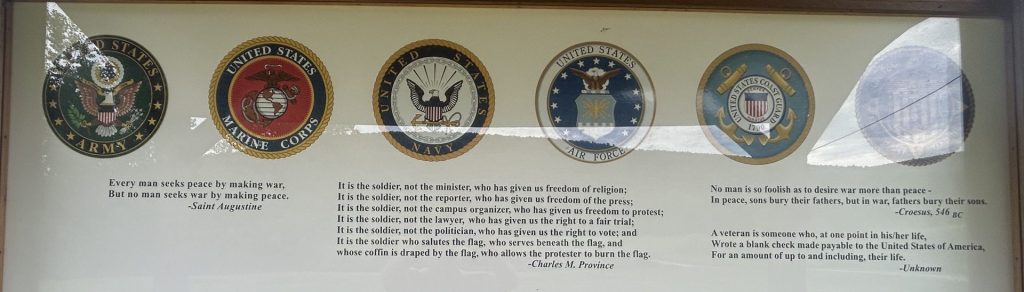 UNITED STATES
ARMY
UNITED STATES
MARINE CORPS
UNITED STATES
NAVY
UNITED STATES
AIR FORCE
UNITED STATES COAST GUARD
1790
Every man seeks peace by making war,
But no man seeks war by making peace.
-Saint Augustine
It is the soldier, not the minister, who has given us freedom of religion;
It is the soldier, not the reporter, who has given us freedom of the press;
It is the soldier, not the campus organizer, who has given us freedom to protest;
It is the soldier, not the lawyer, who has given us the right to a fair trial;
It is the soldier, not the politician, who has given us the right to vote; and
It is the soldier who salutes the flag, who serves beneath the flag, and
whose coffin is draped by the flag, who allows the protester to burn the flag.
-Charles M. Province
No man is so foolish as to desire war more than peace -
In peace, sons bury their fathers, but in war, fathers bury their sons.
-Croesus, 546 BC
A veteran is someone who, at one point in his/her life,
Wrote a blank check made payable to the United States of America,
For an amount of up to and including, their life.
-Unknown